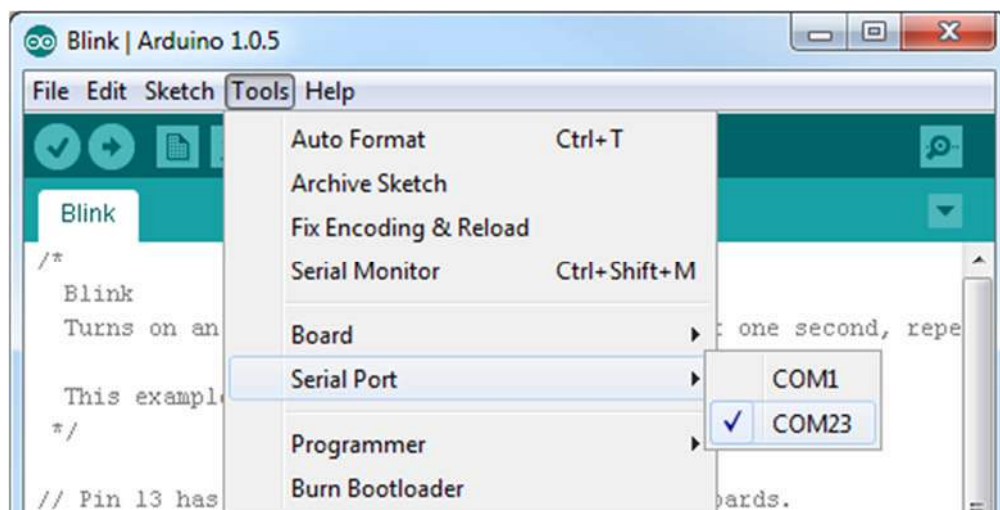 Blink | Arduino 1.0.5
File Edit Sketch Tools Help
Auto Format Ctrl+T
Archive Sketch
Blink
Fix Encoding & Reload
/*
Serial Monitor Ctrl+Shift+M
Blink
Turns on an one second, repe
Board
Serial Port COM1
This exampl
COM23
*/
Programmer
Burn Bootloader
// Pin 13 has